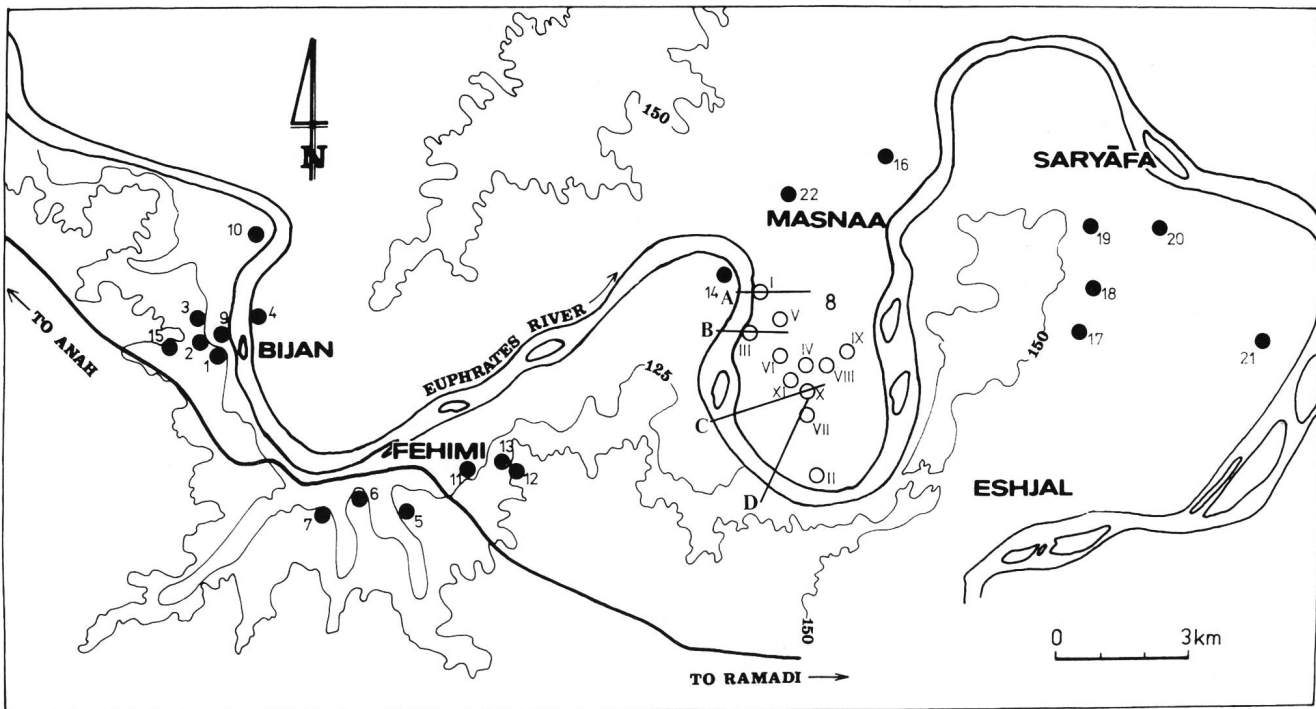 N
150
SARYĀFA
16
22
MASNAA
10
19
20
14
I
A
8
18
3
9
4
V
B
III
17
21
15
2
1
BIJAN
TO ANAH
EUPHRATES RIVER
IV
IX
VI
VIII
150
125
XI
X
C
VII
FEHIMI
13
11
12
II
D
ESHJAL
6
7
5
150
0
3km
TO RAMADI